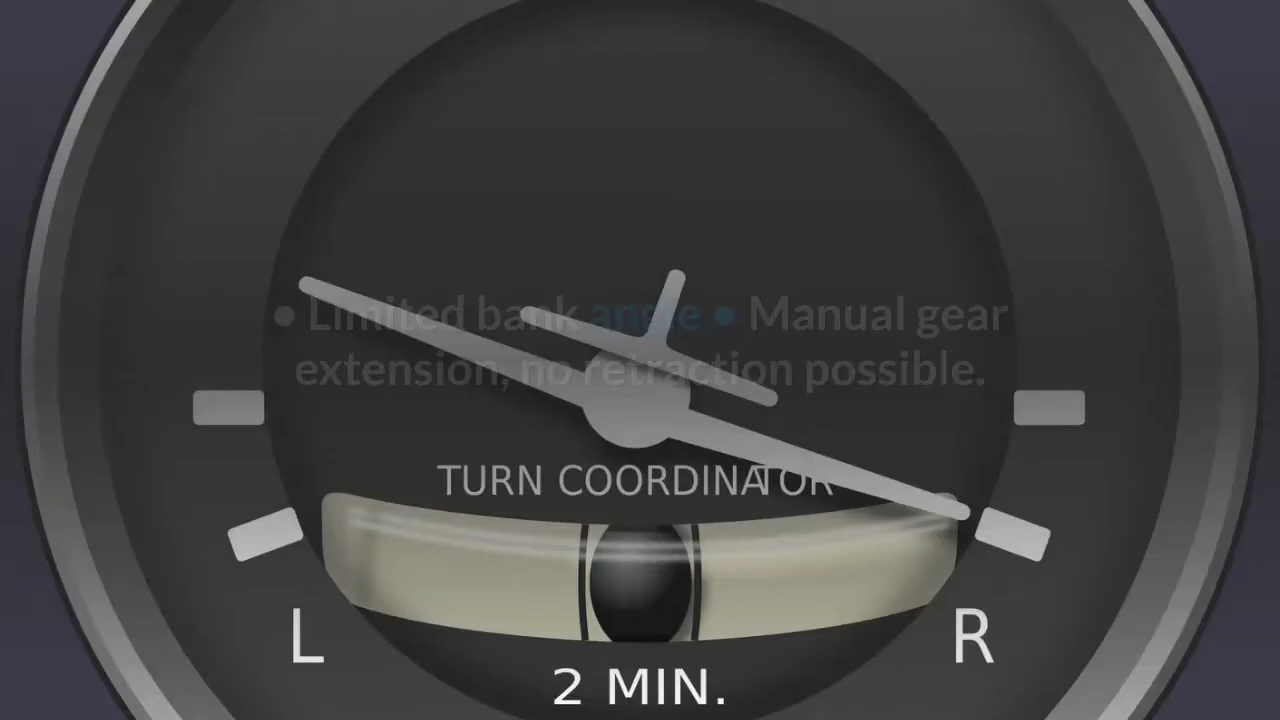 • Limited bank angle • Manual gear
extension, no retraction possible.
TURN COORDINATOR
L R
2 MIN.